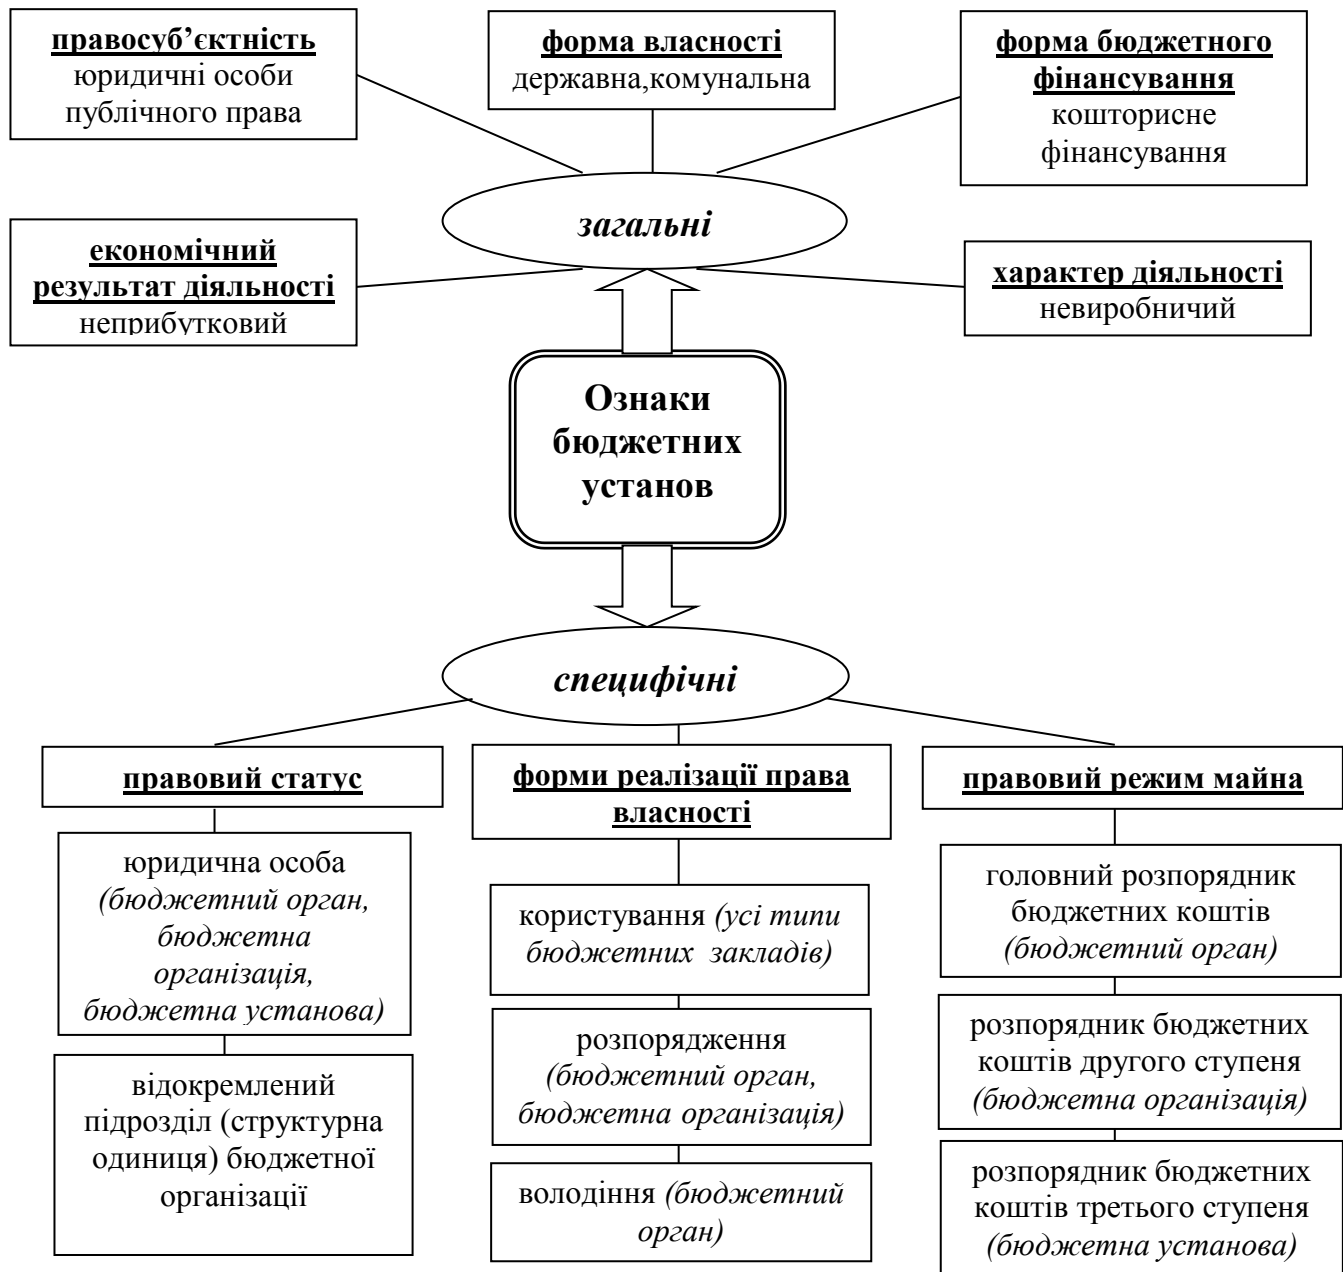 правосуб’єктність
юридичні особи
публічного права
форма власності
державна,комунальна
форма бюджетного
фінансування
кошторисне
фінансування
загальні
економічний
результат діяльності
неприбутковий
характер діяльності
невиробничий
Ознаки
бюджетних
установ
специфічні
правовий статус
юридична особа
(бюджетний орган,
бюджетна
організація,
бюджетна установа)
відокремлений
підрозділ (структурна
одиниця) бюджетної
організації
форми реалізації права
власності
користування (усі типи
бюджетних закладів)
розпорядження
(бюджетний орган,
бюджетна організація)
володіння (бюджетний
орган)
правовий режим майна
головний розпорядник
бюджетних коштів
(бюджетний орган)
розпорядник бюджетних
коштів другого ступеня
(бюджетна організація)
розпорядник бюджетних
коштів третього ступеня
(бюджетна установа)